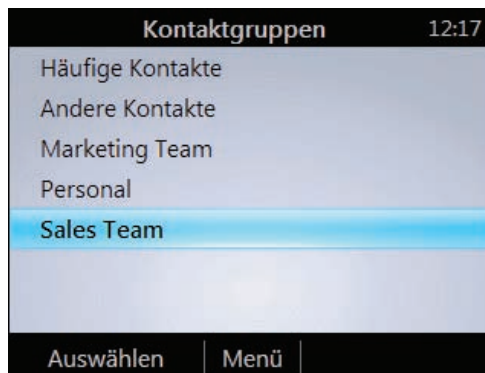 Kontaktgruppen 12:17
Häufige Kontakte
Andere Kontakte
Marketing Team
Personal
Sales Team
Auswählen Menü